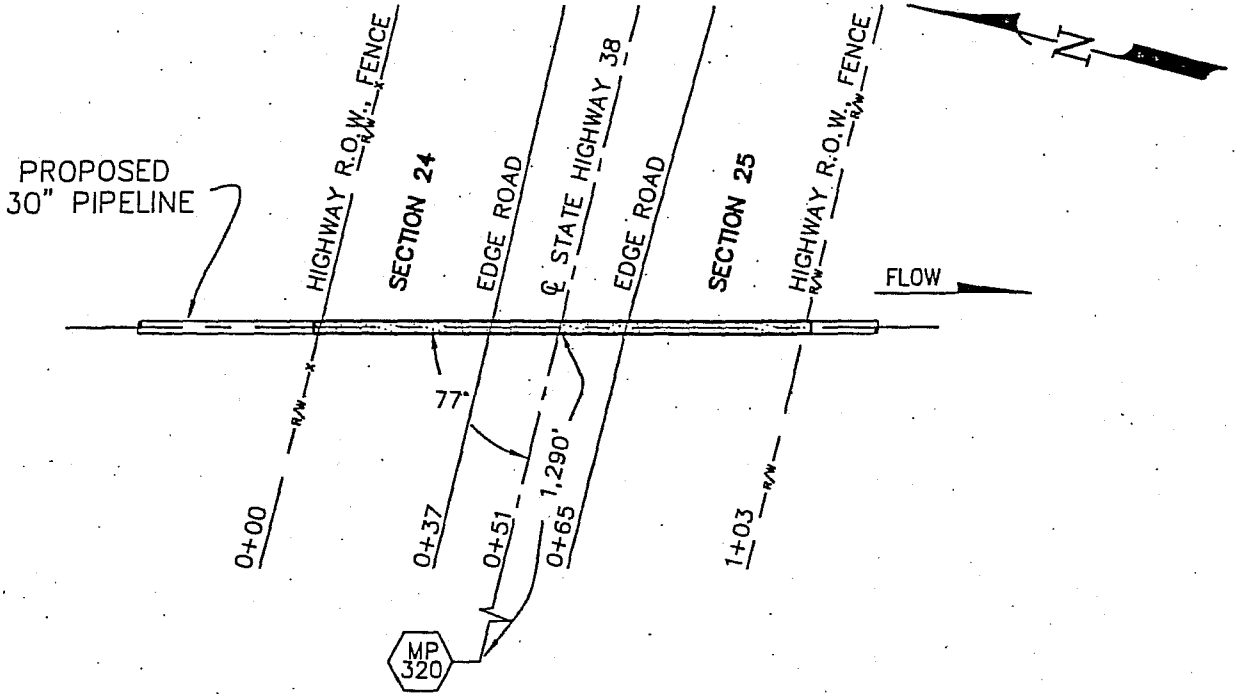 N
PROPOSED
30" PIPELINE
HIGHWAY R.O.W., FENCE
R/W x
SECTION 24
EDGE ROAD
℄ STATE HIGHWAY 38
EDGE ROAD
SECTION 25
HIGHWAY R.O.W., FENCE
R/W
R/W
FLOW
R/W x
77°
1,290'
R/W
0+00
0+37
0+51
0+65
1+03
MP
320